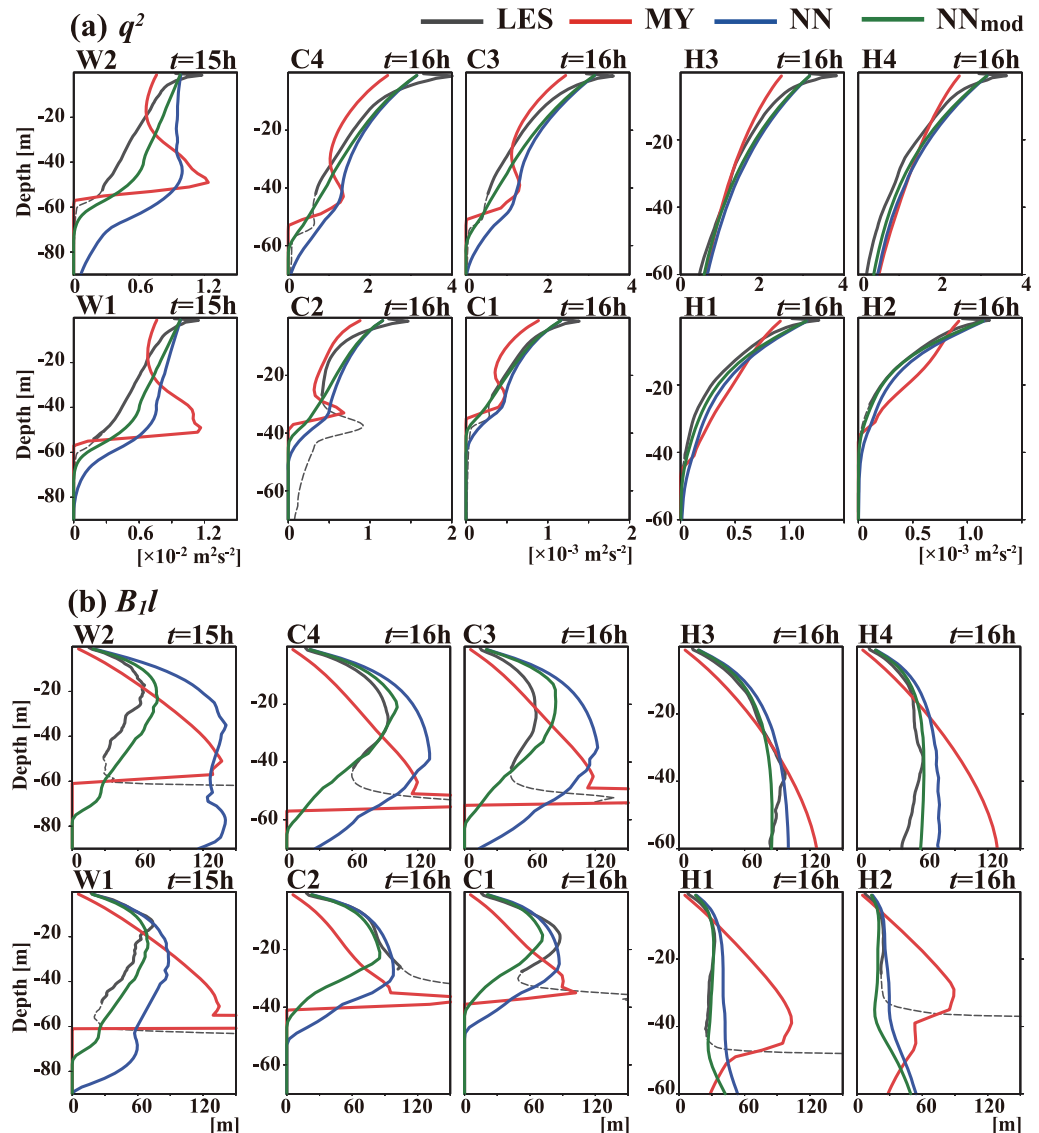 LES MY NN NNmod
(a) q²
W2 t=15h C4 t=16h C3 t=16h H3 t=16h H4 t=16h
Depth [m]
-20 -20 -20
-40 -40 -40
-60 -60
-80 -60
0 0.6 1.2 0 2 4 0 2 4 0 2 4 0 2 4
W1 t=15h C2 t=16h C1 t=16h H1 t=16h H2 t=16h
Depth [m]
-20 -20 -20
-40 -40 -40
-60 -60
-80 -60
0 0.6 1.2 0 1 2 0 1 2 0 0.5 1.0 0 0.5 1.0
[×10⁻² m²s⁻²] [×10⁻³ m²s⁻²] [×10⁻³ m²s⁻²]
(b) B₁l
W2 t=15h C4 t=16h C3 t=16h H3 t=16h H4 t=16h
Depth [m]
-20 -20 -20
-40 -40 -40
-60 -60
-80 -60
0 60 120 0 60 120 0 60 120 0 60 120 0 60 120
W1 t=15h C2 t=16h C1 t=16h H1 t=16h H2 t=16h
Depth [m]
-20 -20 -20
-40 -40 -40
-60 -60
-80 -60
0 60 120 0 60 120 0 60 120 0 60 120 0 60 120
[m] [m] [m]